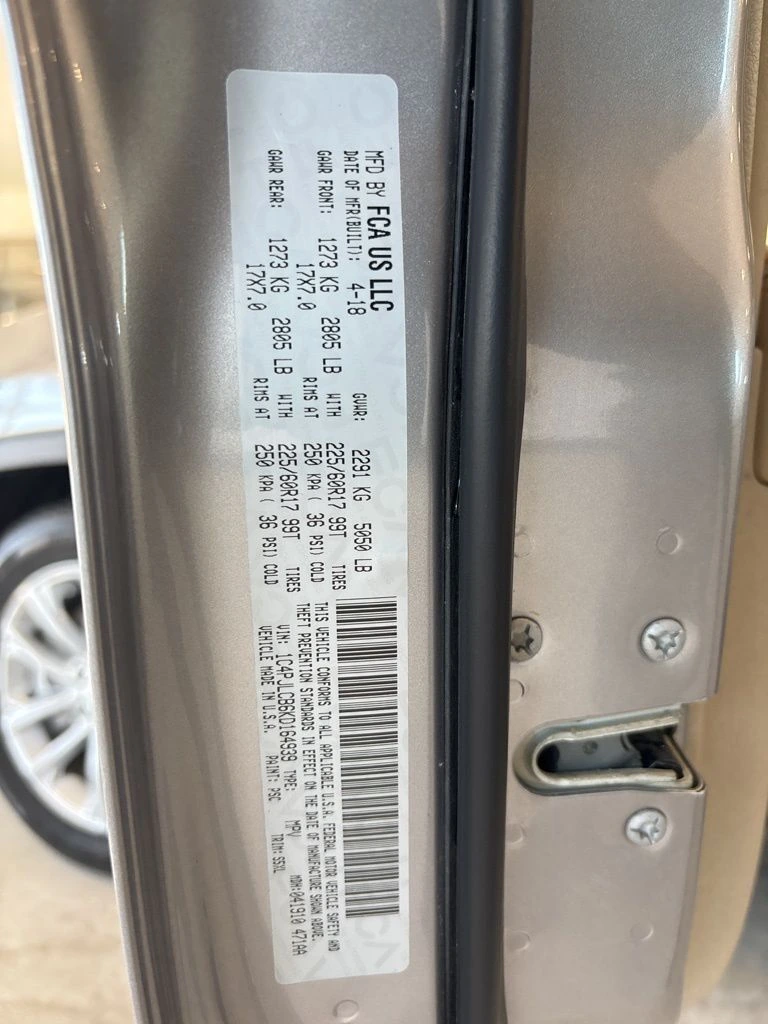 MFD BY FCA US LLC
DATE OF MFR(BUILT): 4-18 GVWR: 2291 KG 5050 LB
GAWR FRONT: 1273 KG 2805 LB WITH 225/60R17 99T TIRES
17X7.0 RIMS AT 250 KPA ( 36 PSI) COLD
GAWR REAR: 1273 KG 2805 LB WITH 225/60R17 99T TIRES
17X7.0 RIMS AT 250 KPA ( 36 PSI) COLD
THIS VEHICLE CONFORMS TO ALL APPLICABLE U.S.A. FEDERAL MOTOR VEHICLE SAFETY AND
THEFT PREVENTION STANDARDS IN EFFECT ON THE DATE OF MANUFACTURE SHOWN ABOVE.
VIN: 1C4PJLCB6KD164939 TYPE: MPV MDH:041910 471AA
VEHICLE MADE IN U.S.A. PAINT: PSC TRIM: S5XL